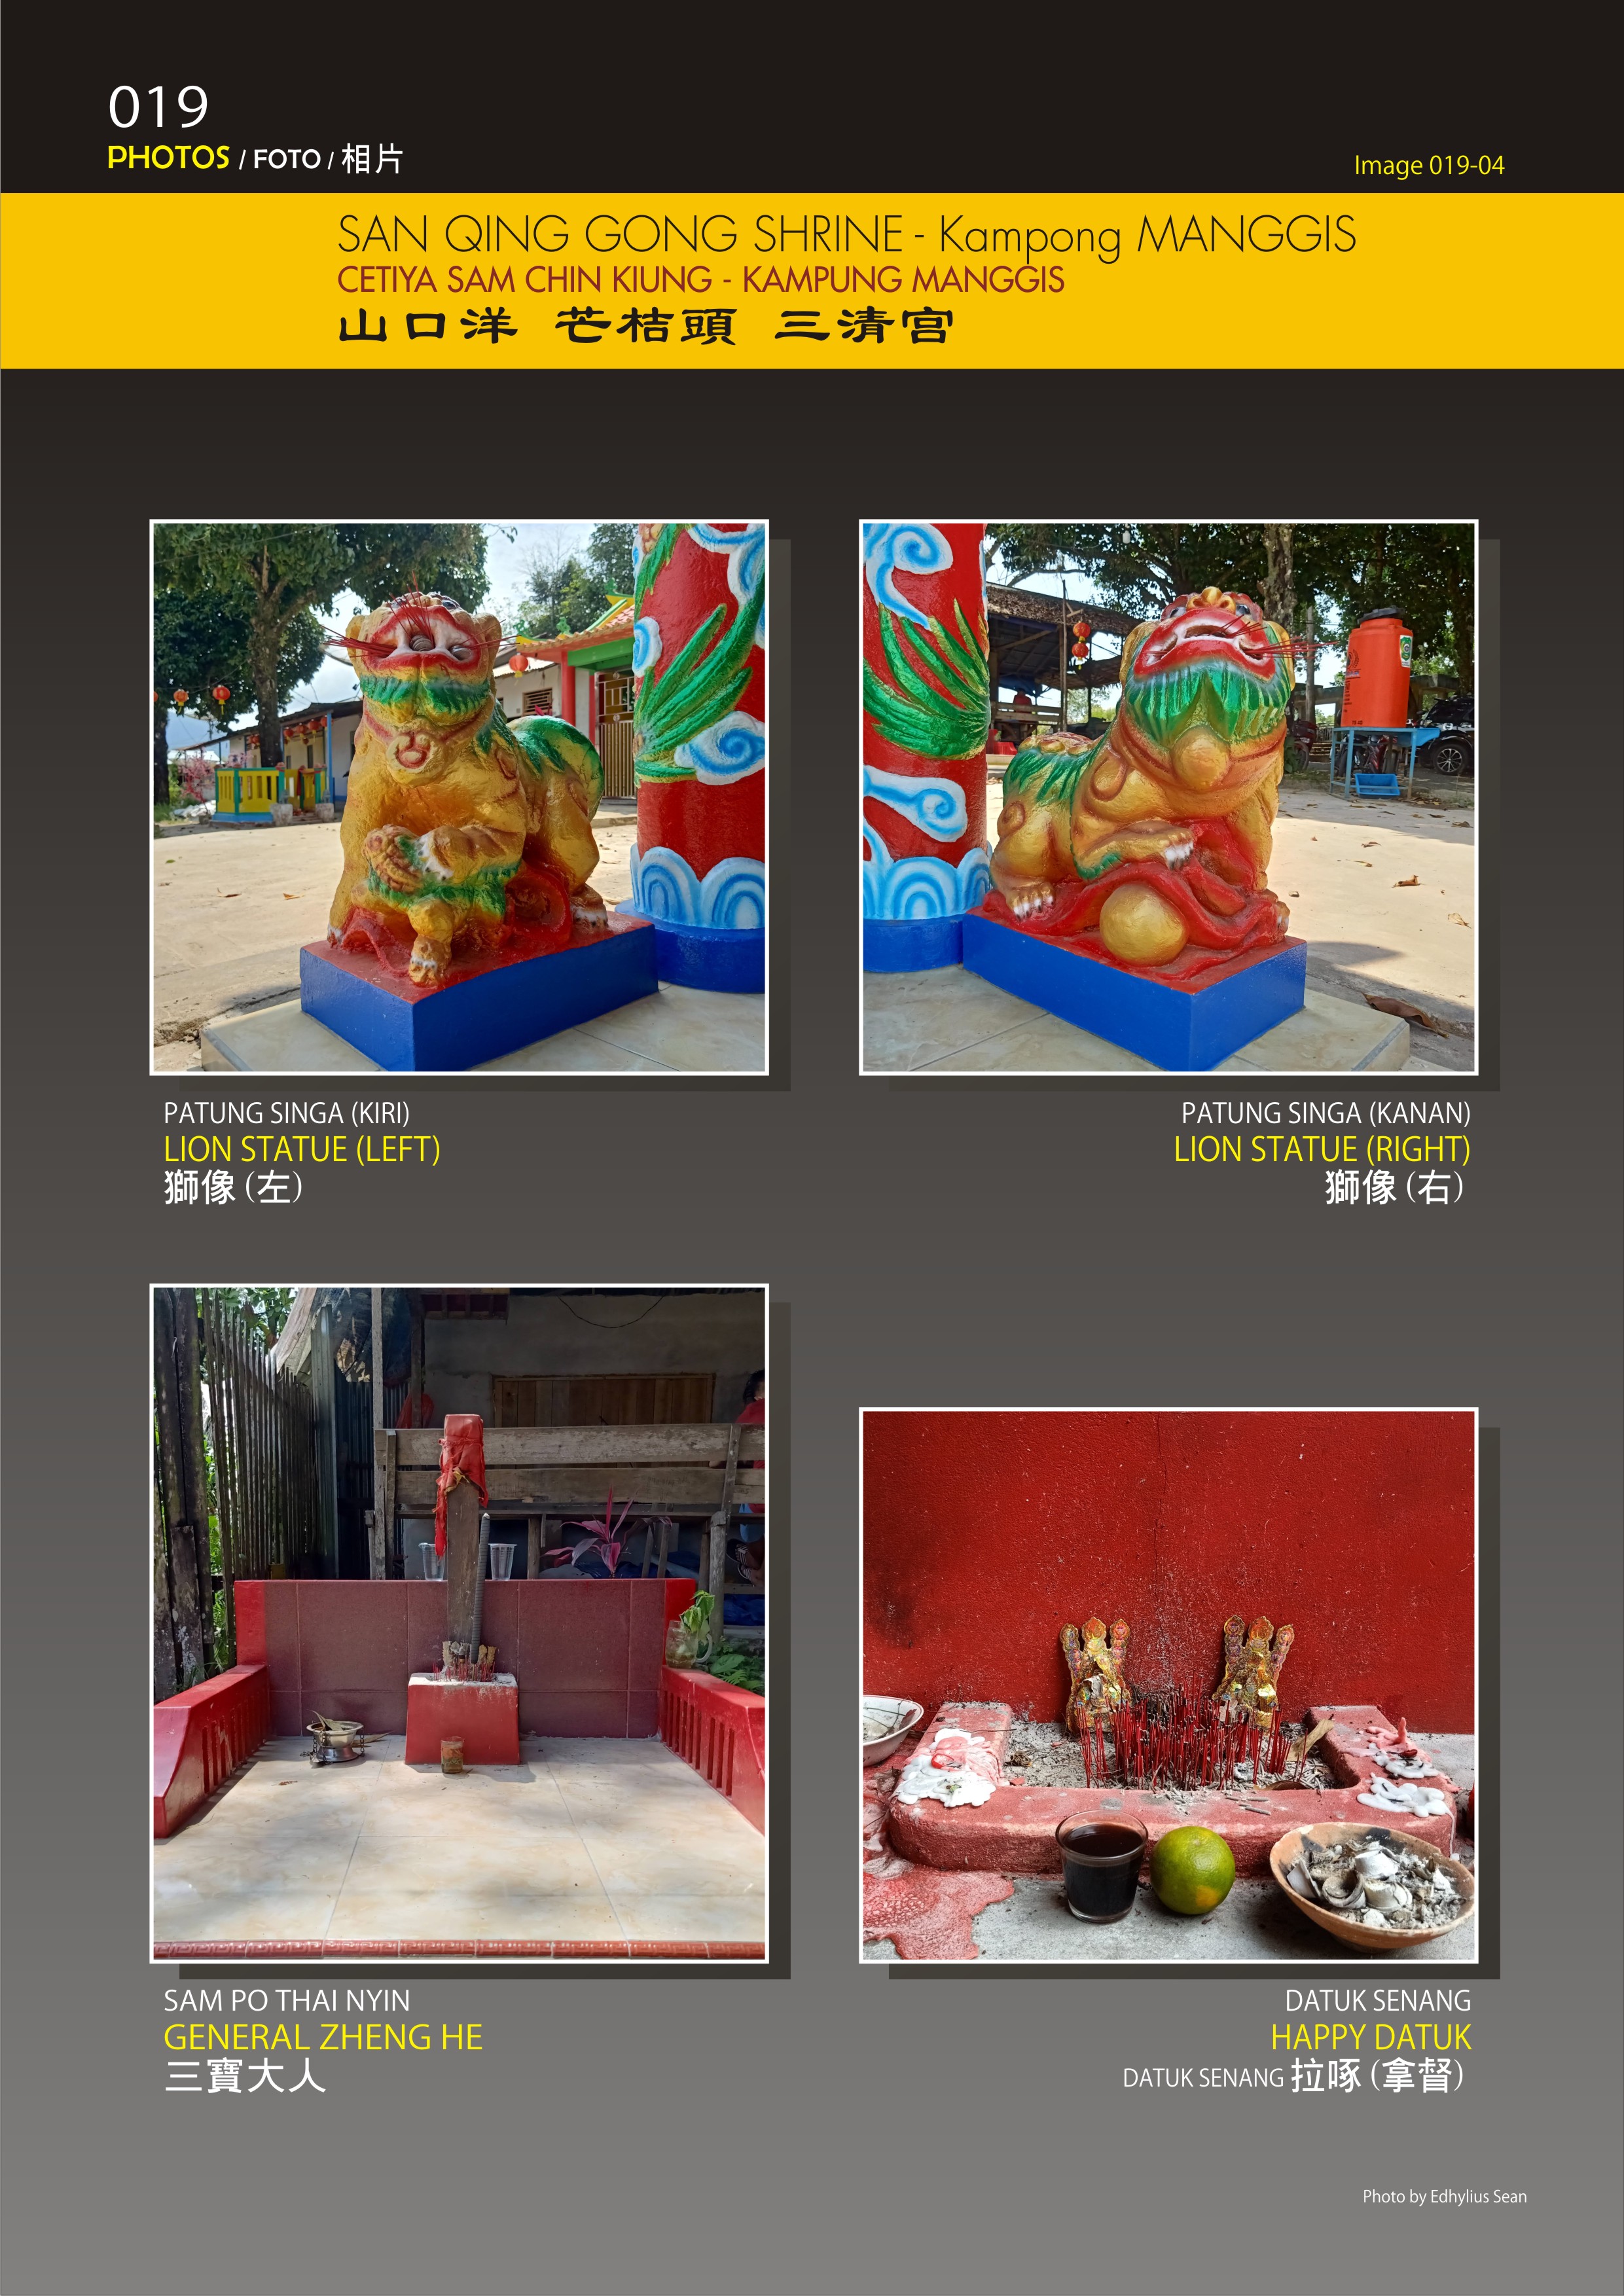 019
PHOTOS / FOTO / 相片
Image 019-04
SAN QING GONG SHRINE - Kampong MANGGIS
CETIYA SAM CHIN KIUNG - KAMPUNG MANGGIS
山口洋 芒桔頭 三清宮
PATUNG SINGA (KIRI)
LION STATUE (LEFT)
獅像 (左)
PATUNG SINGA (KANAN)
LION STATUE (RIGHT)
獅像 (右)
SAM PO THAI NYIN
GENERAL ZHENG HE
三寶大人
DATUK SENANG
HAPPY DATUK
DATUK SENANG 拉啄 (拿督)
Photo by Edhylius Sean